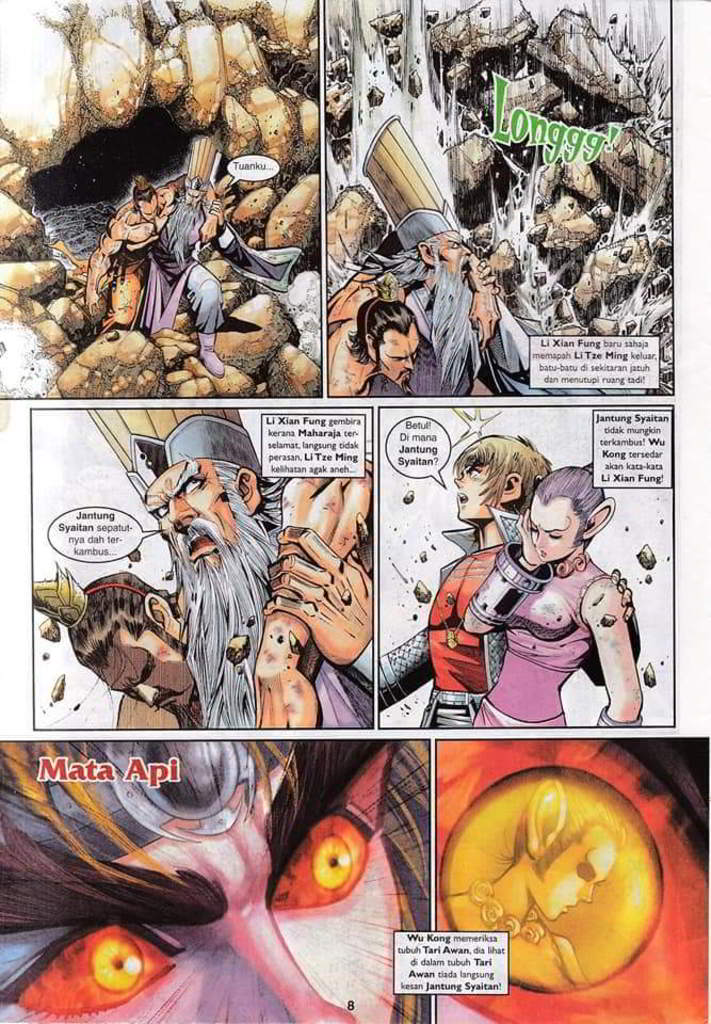 Tuanku...
Longgg!
Li Xian Fung baru sahaja
memapah Li Tze Ming keluar,
batu-batu di sekitaran jatuh
dan menutupi ruang tadi!
Li Xian Fung gembira
kerana Maharaja ter-
selamat, langsung tidak
perasan, Li Tze Ming
kelihatan agak aneh...
Jantung
Syaitan sepatut-
nya dah ter-
kambus...
Betul!
Di mana
Jantung
Syaitan?
Jantung Syaitan
tidak mungkin
terkambus! Wu
Kong Tersedar
akan kata-kata
Li Xian Fung!
Mata Api
Wu Kong memeriksa
tubuh Tari Awan, dia lihat
di dalam tubuh Tari
Awan tiada langsung
kesan Jantung Syaitan!
8